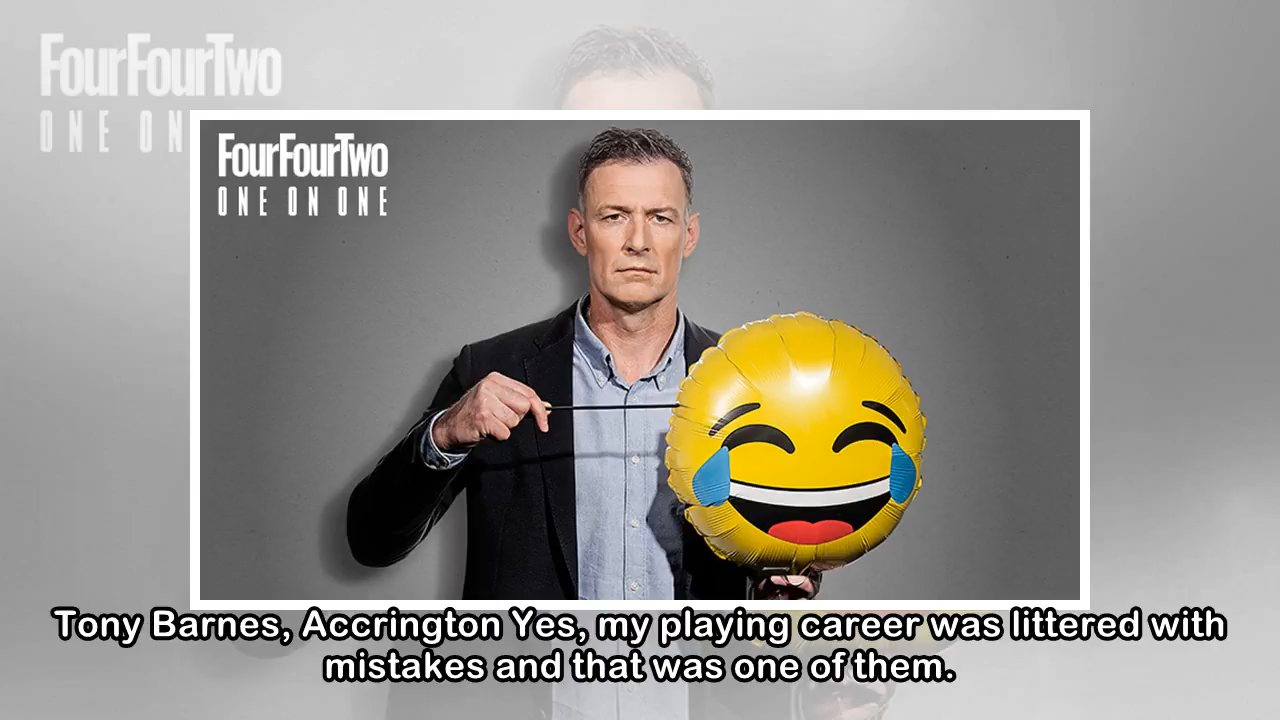 FourFourTwo
ONE ON
FourFourTwo
ONE ON ONE
Tony Barnes, Accrington Yes, my playing career was littered with
mistakes and that was one of them.